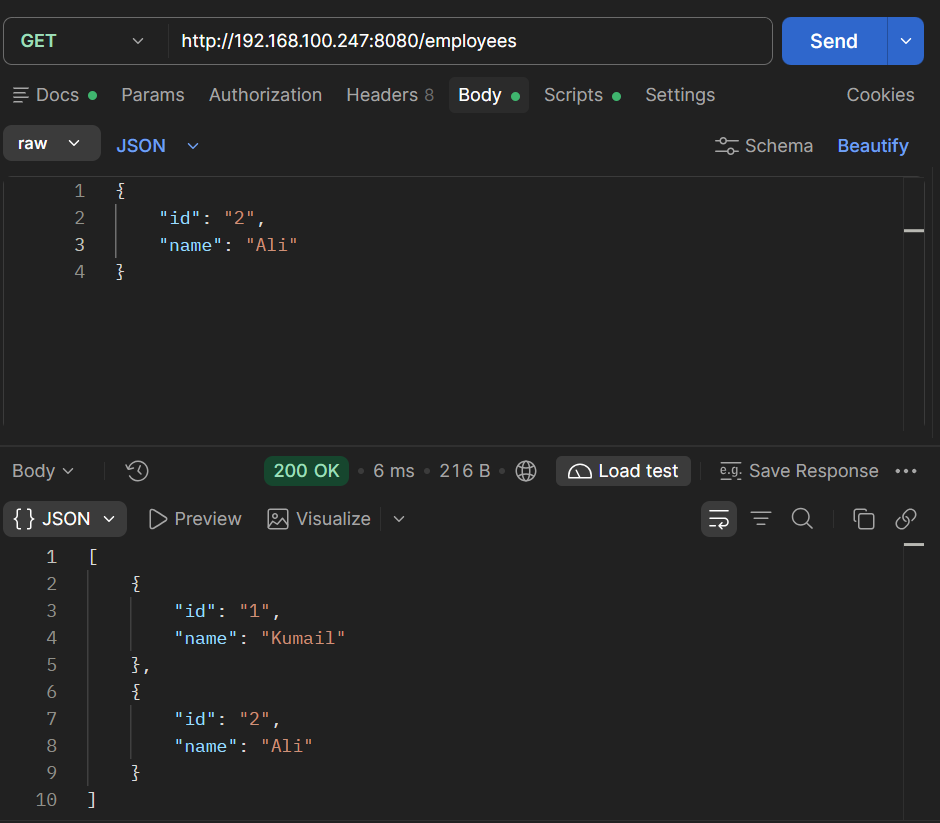 GET http://192.168.100.247:8080/employees Send
Docs Params Authorization Headers 8 Body Scripts Settings Cookies
raw JSON Schema Beautify
1 {
2 "id": "2",
3 "name": "Ali"
4 }
Body 200 OK • 6 ms • 216 B • Load test e.g. Save Response
{} JSON Preview Visualize
1 [
2 {
3 "id": "1",
4 "name": "Kumail"
5 },
6 {
7 "id": "2",
8 "name": "Ali"
9 }
10 ]